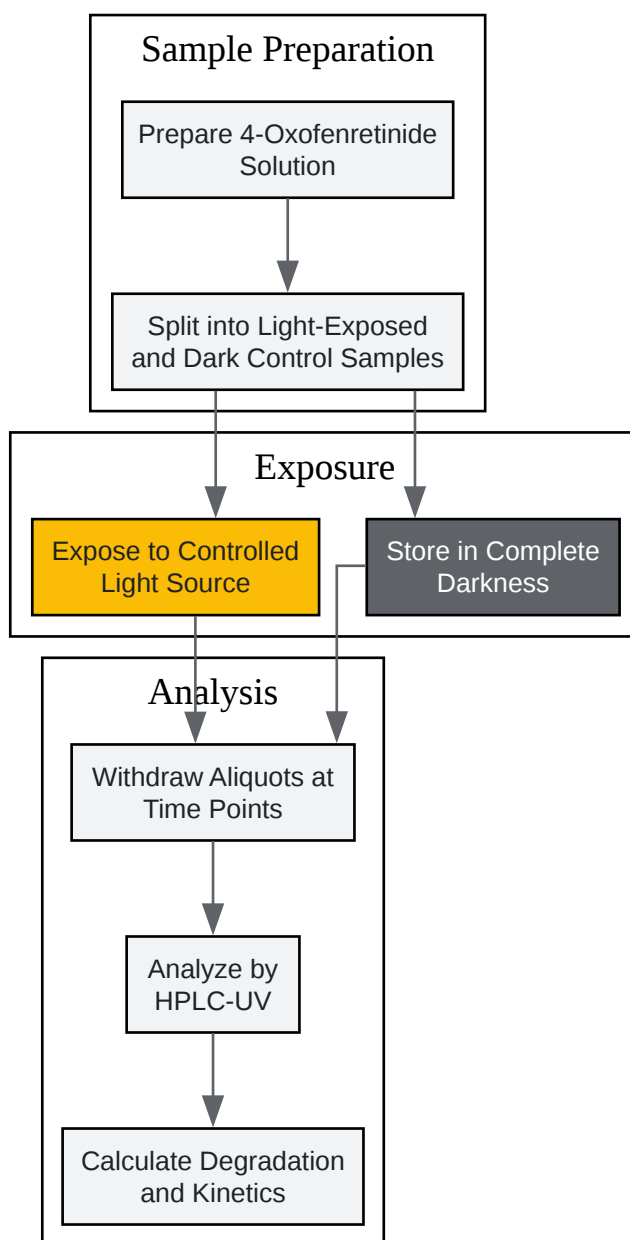 Sample Preparation
Prepare 4-Oxofenretinide
Solution
Split into Light-Exposed
and Dark Control Samples
Exposure
Expose to Controlled
Light Source
Store in Complete
Darkness
Analysis
Withdraw Aliquots at
Time Points
Analyze by
HPLC-UV
Calculate Degradation
and Kinetics